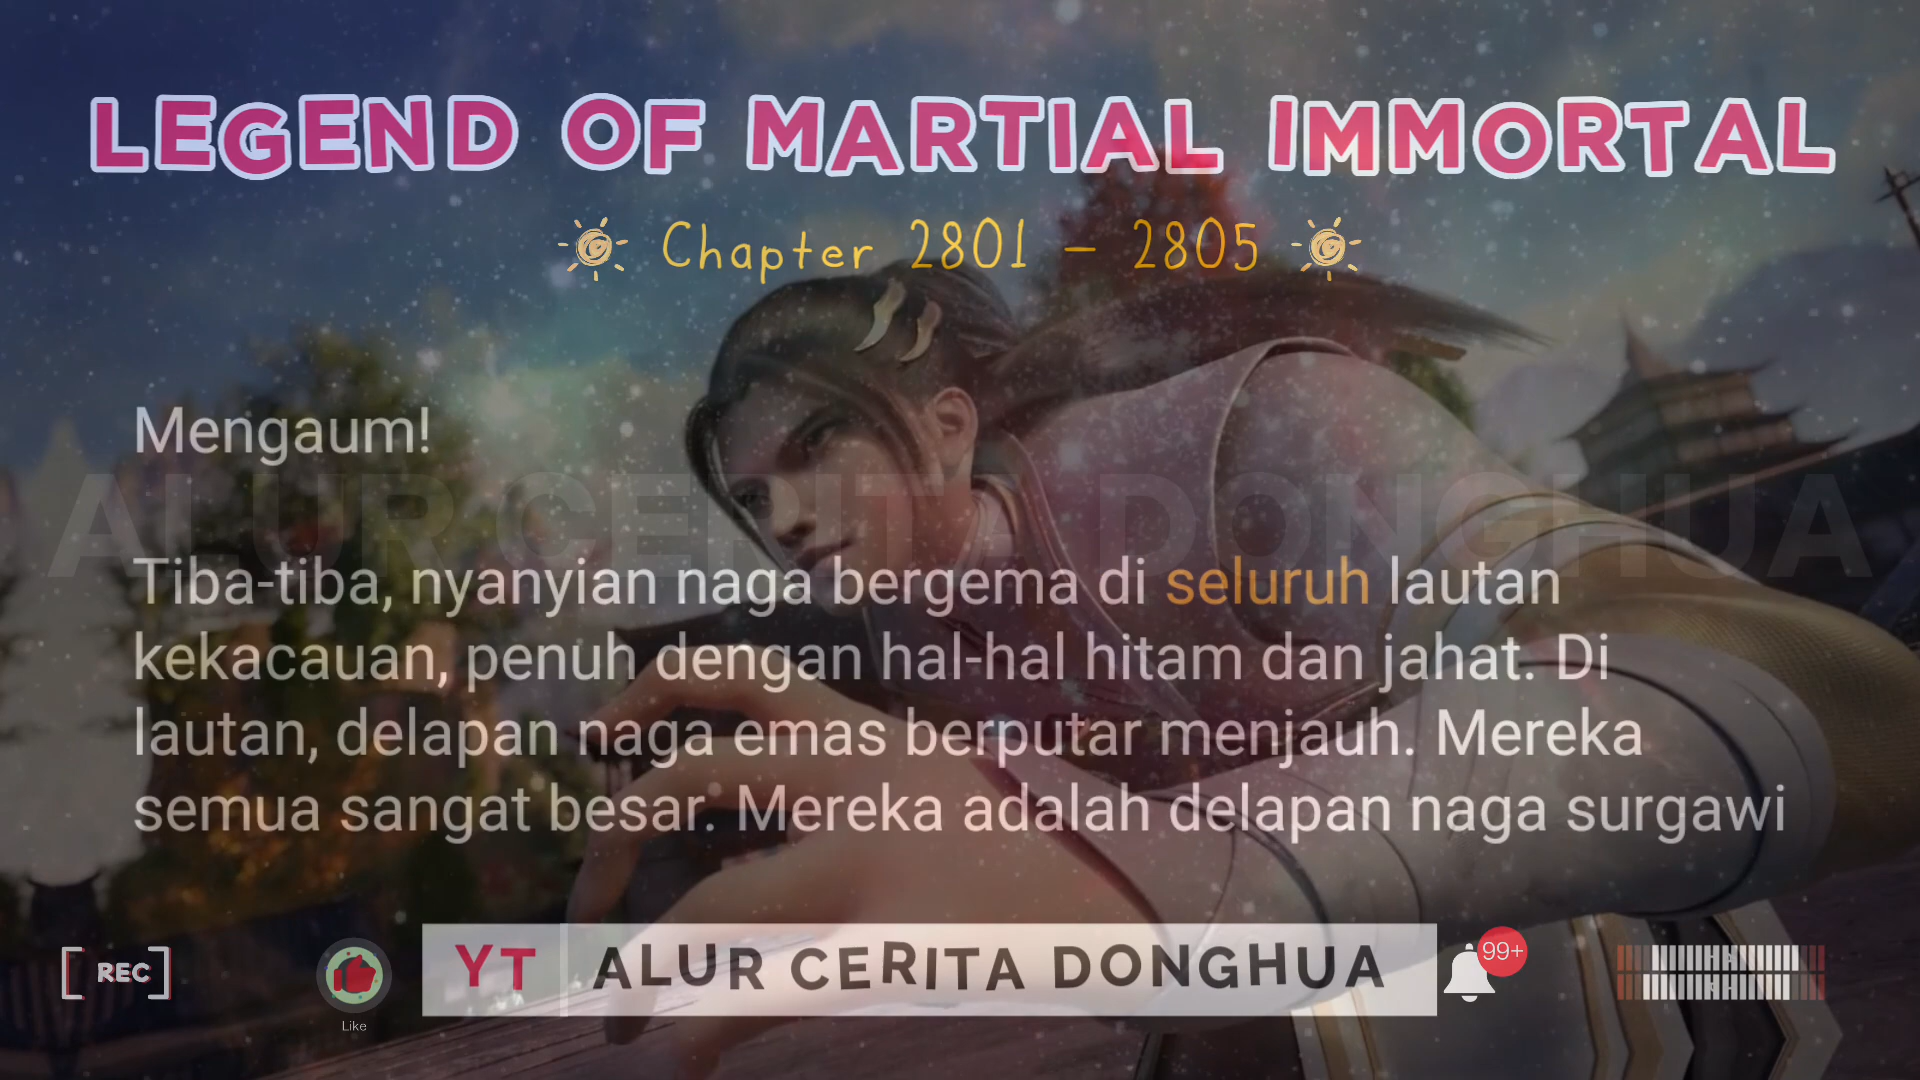 LEGEND OF MARTIAL IMMORTAL
Chapter 2801 - 2805
Mengaum!
ALUR CERITA DONGHUA
Tiba-tiba, nyanyian naga bergema di seluruh lautan
kekacauan, penuh dengan hal-hal hitam dan jahat. Di
lautan, delapan naga emas berputar menjauh. Mereka
semua sangat besar. Mereka adalah delapan naga surgawi
REC
Like
YT ALUR CERITA DONGHUA
99+